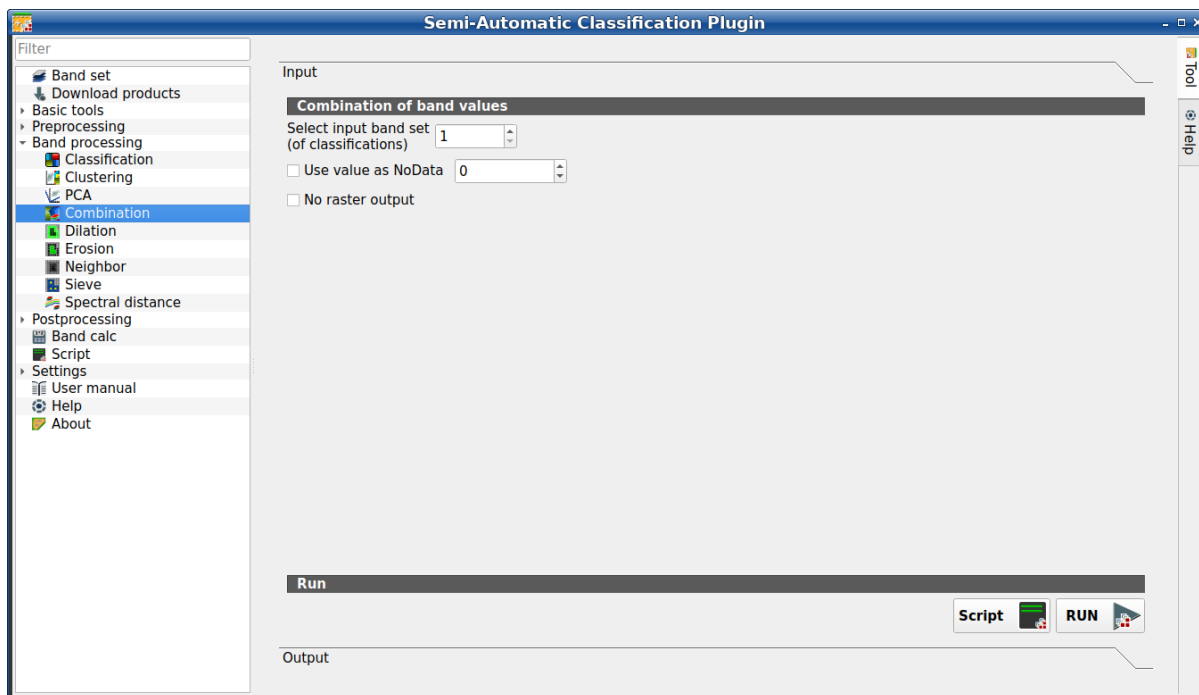 Semi-Automatic Classification Plugin
Filter
Band set
Download products
Basic tools
Preprocessing
Band processing
Classification
Clustering
PCA
Combination
Dilation
Erosion
Neighbor
Sieve
Spectral distance
Postprocessing
Band calc
Script
Settings
User manual
Help
About
Input
Combination of band values
Select input band set
(of classifications)
1
Use value as NoData
0
No raster output
Run
Script
RUN
Output
Tool
Help